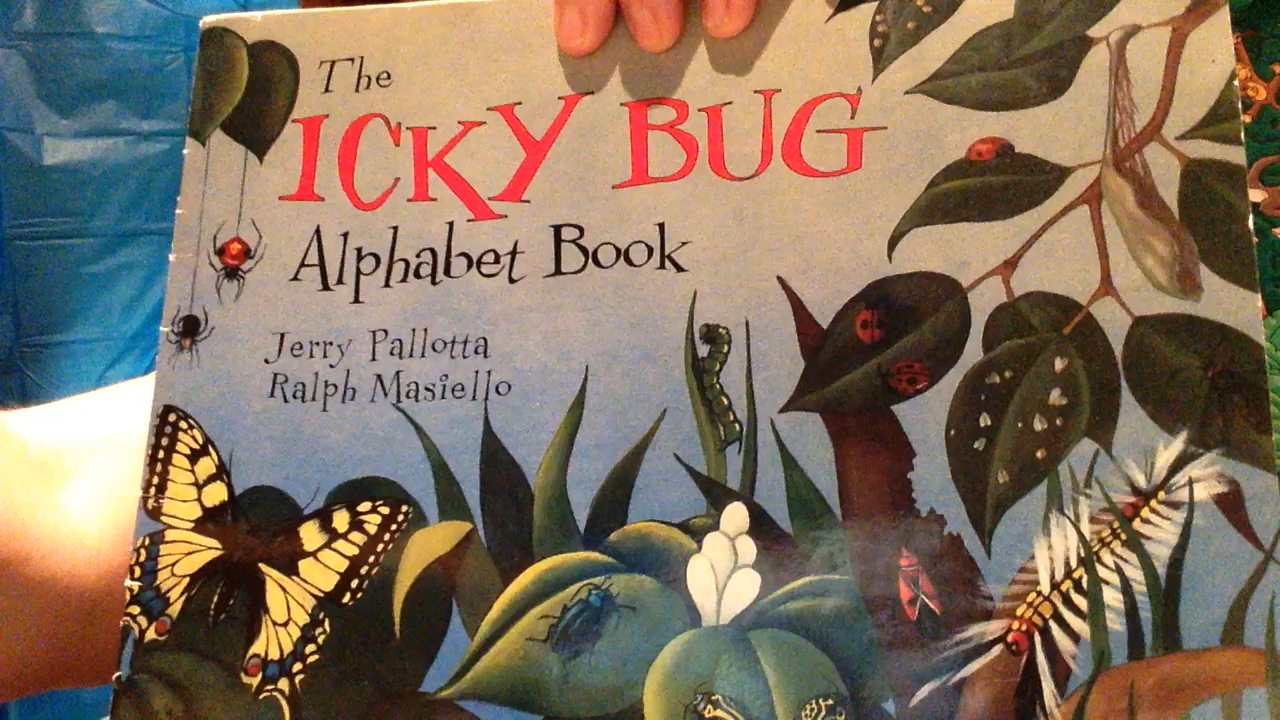 The
ICKY BUG
Alphabet Book
Jerry Pallotta
Ralph Masiello